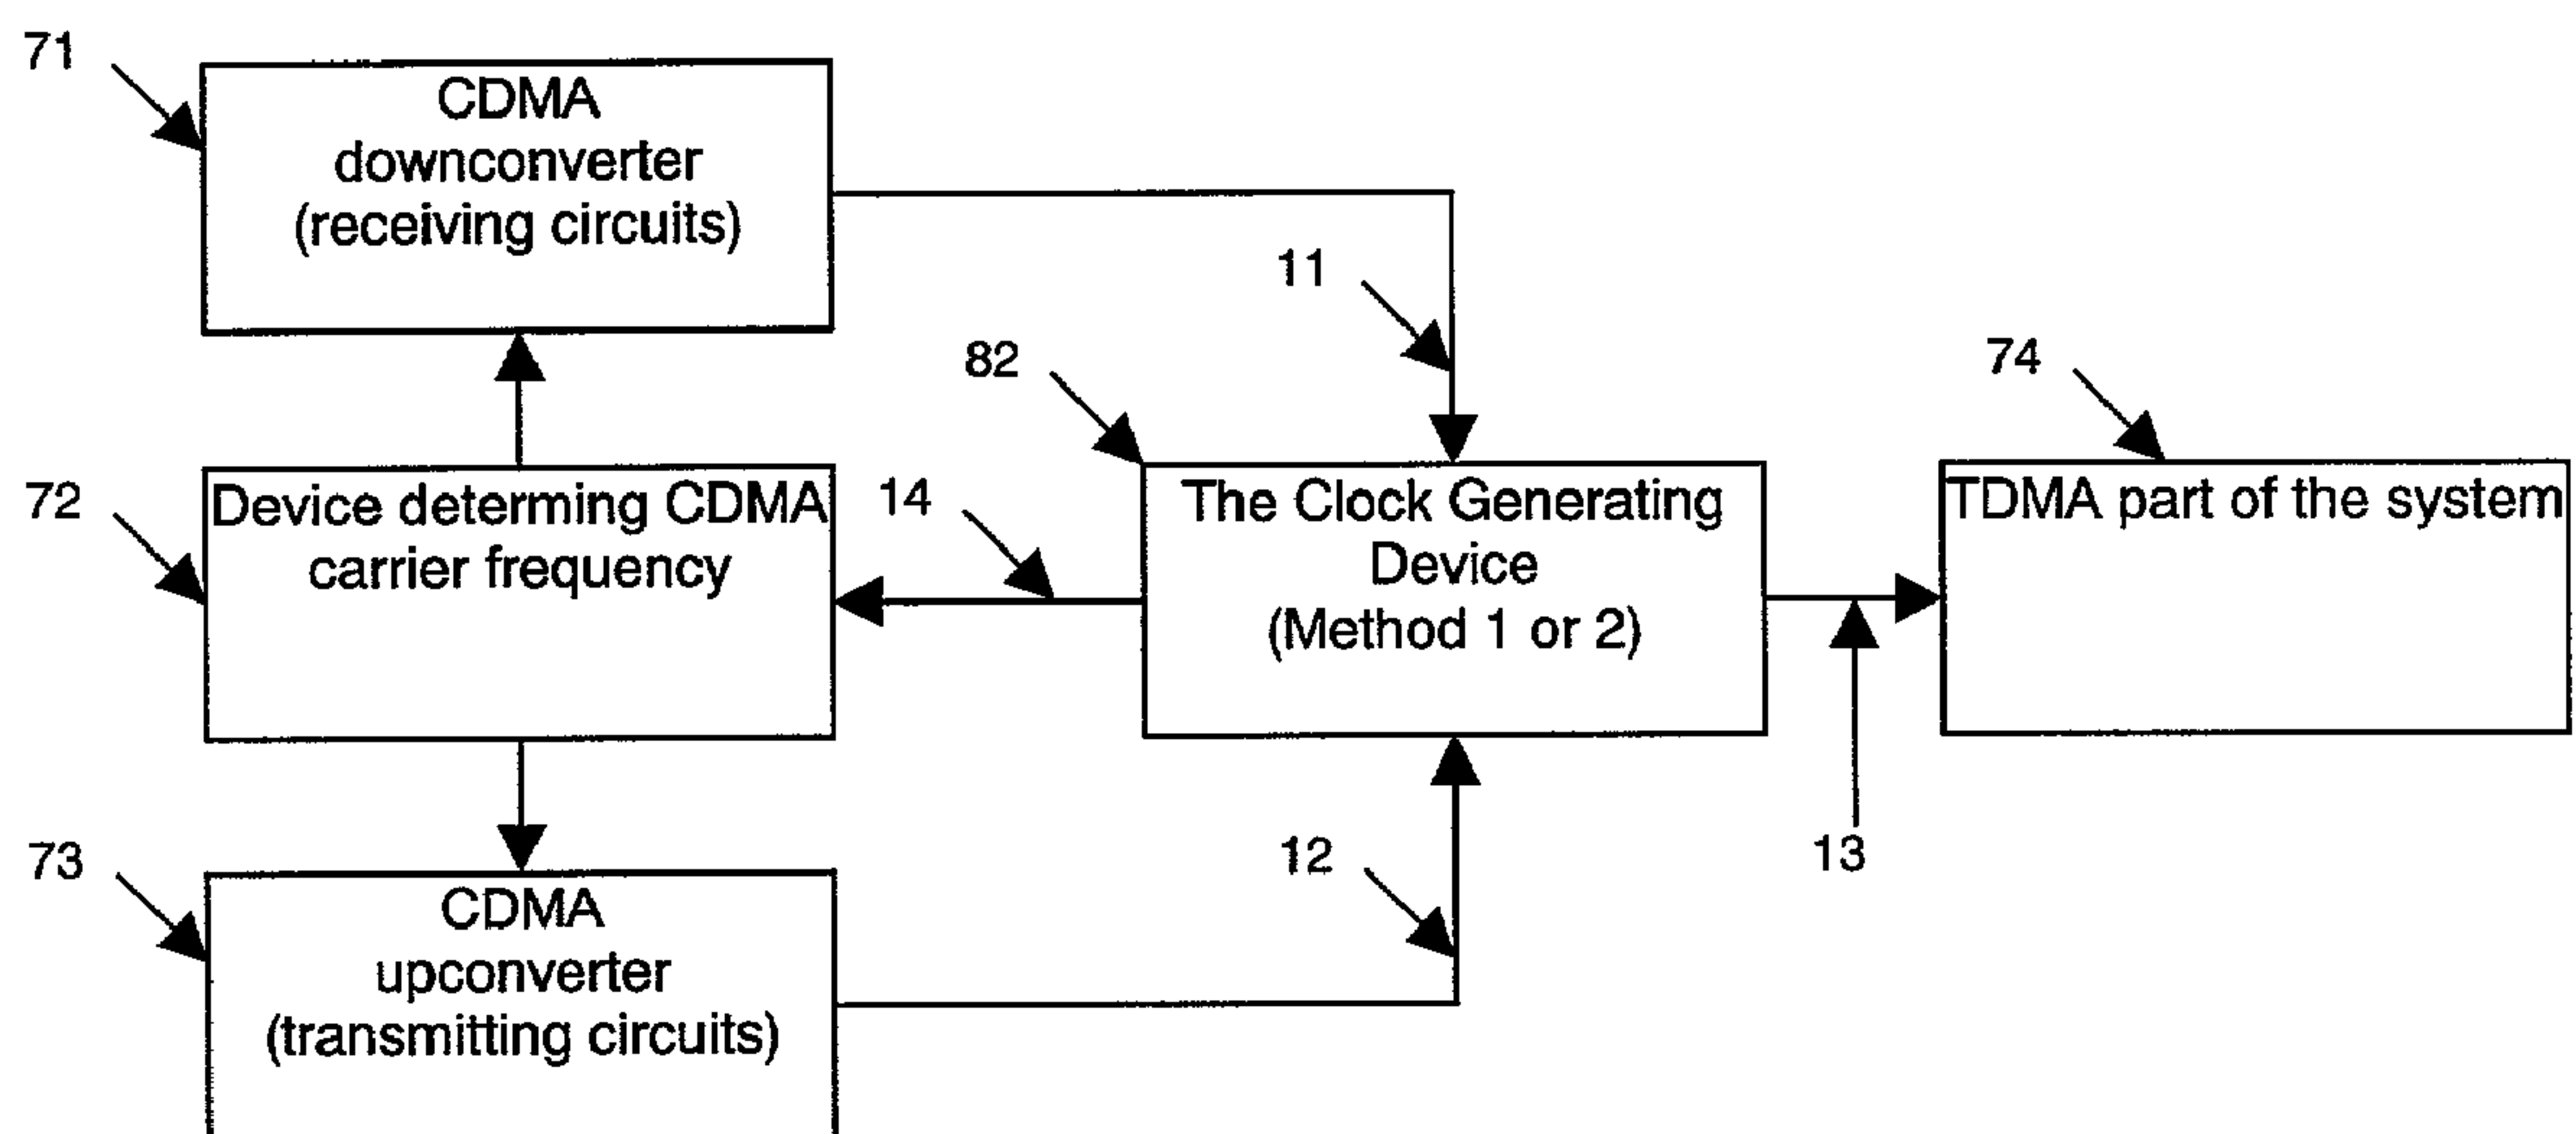 71
CDMA
downconverter
(receiving circuits)
11
82
74
72
Device determing CDMA
carrier frequency
14
The Clock Generating
Device
(Method 1 or 2)
TDMA part of the system
73
CDMA
upconverter
(transmitting circuits)
12
13